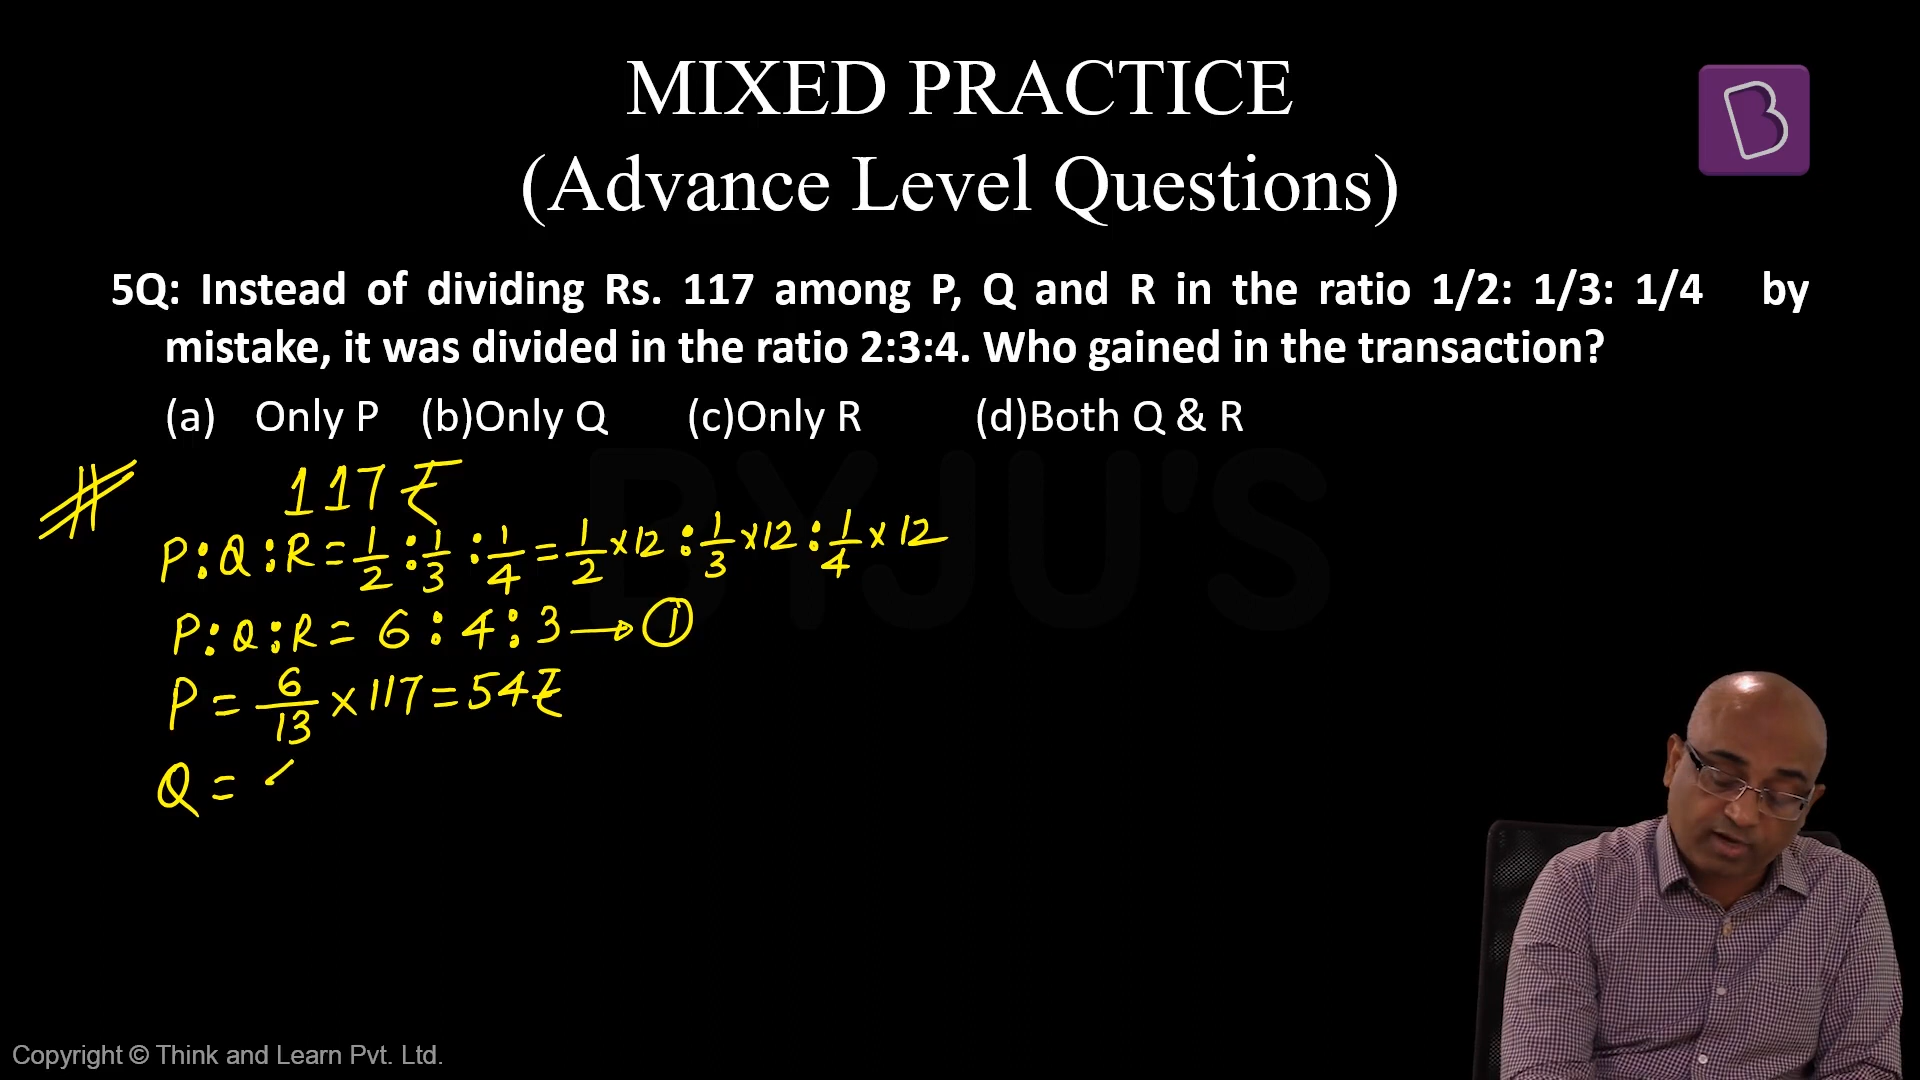 MIXED PRACTICE
(Advance Level Questions)
B
5Q: Instead of dividing Rs. 117 among P, Q and R in the ratio 1/2: 1/3: 1/4 by
mistake, it was divided in the ratio 2:3:4. Who gained in the transaction?
(a) Only P (b)Only Q (c)Only R (d)Both Q & R
BYJU'S
117 ₹
P:Q:R = 1/2 : 1/3 : 1/4 = 1/2 × 12 : 1/3 × 12 : 1/4 × 12
P:Q:R = 6 : 4 : 3 → ①
P = 6/13 × 117 = 54 ₹
Q =
Copyright © Think and Learn Pvt. Ltd.